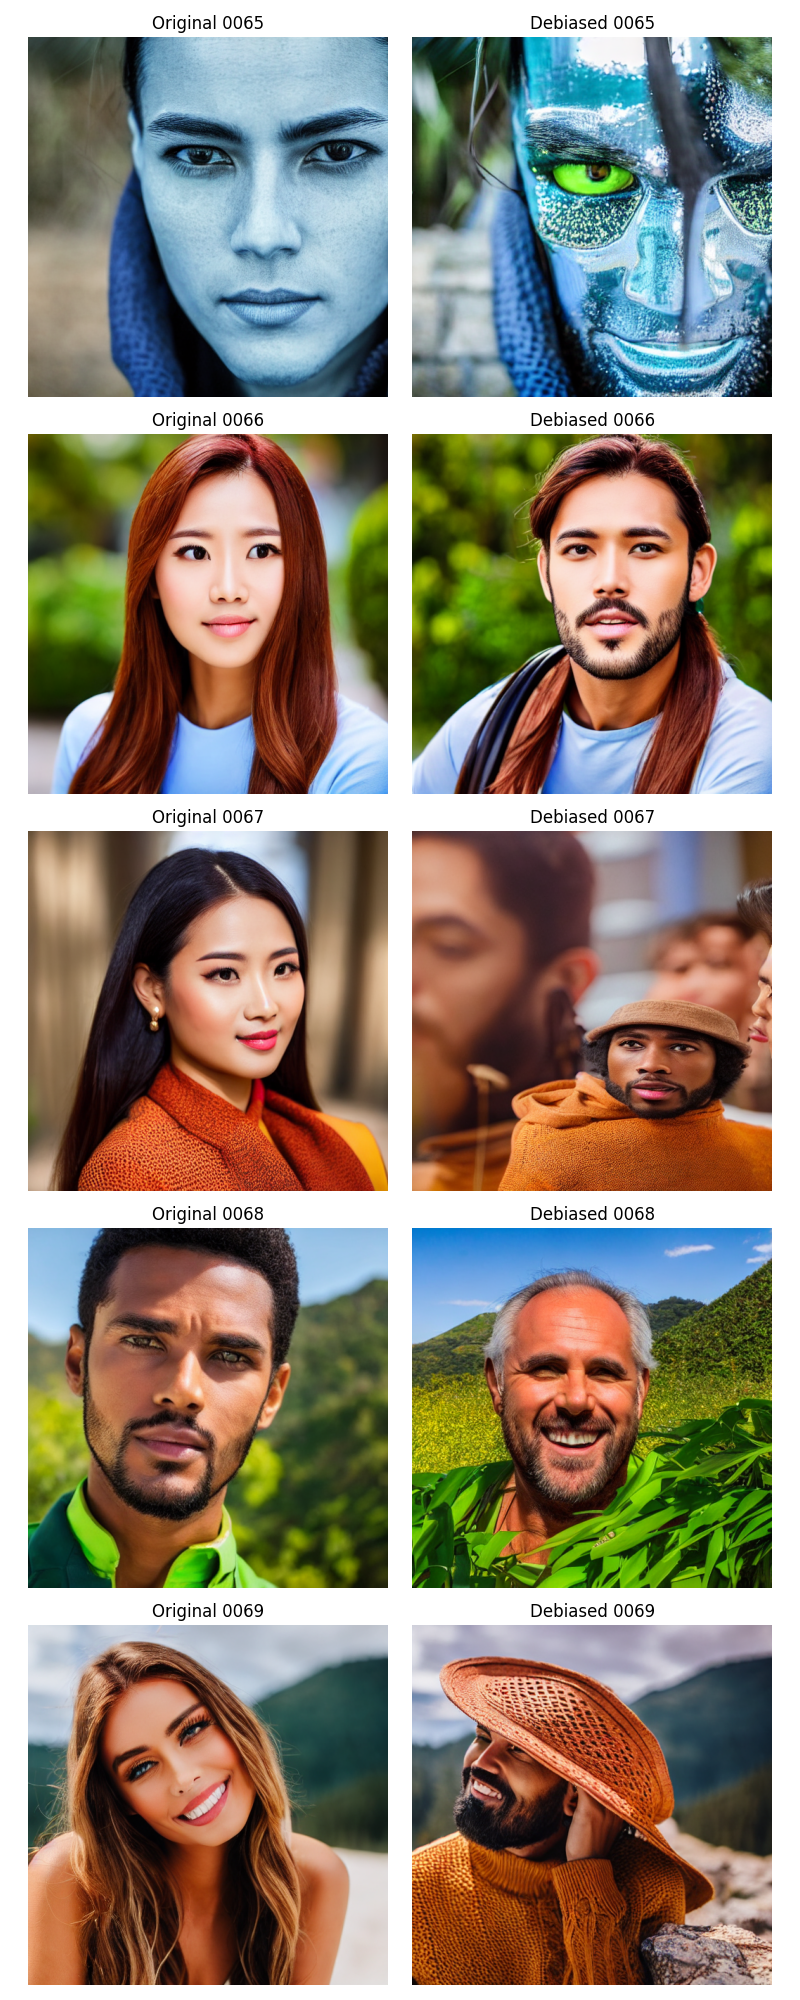 Original 0065
Debiased 0065
Original 0066
Debiased 0066
Original 0067
Debiased 0067
Original 0068
Debiased 0068
Original 0069
Debiased 0069